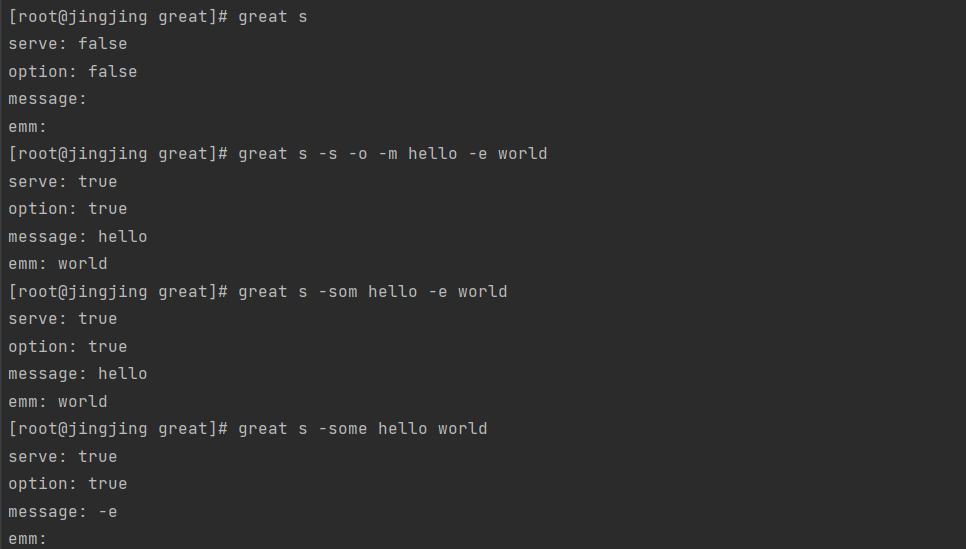 [root@jingjing great]# great s
serve: false
option: false
message:
emm:
[root@jingjing great]# great s -s -o -m hello -e world
serve: true
option: true
message: hello
emm: world
[root@jingjing great]# great s -som hello -e world
serve: true
option: true
message: hello
emm: world
[root@jingjing great]# great s -some hello world
serve: true
option: true
message: -e
emm: